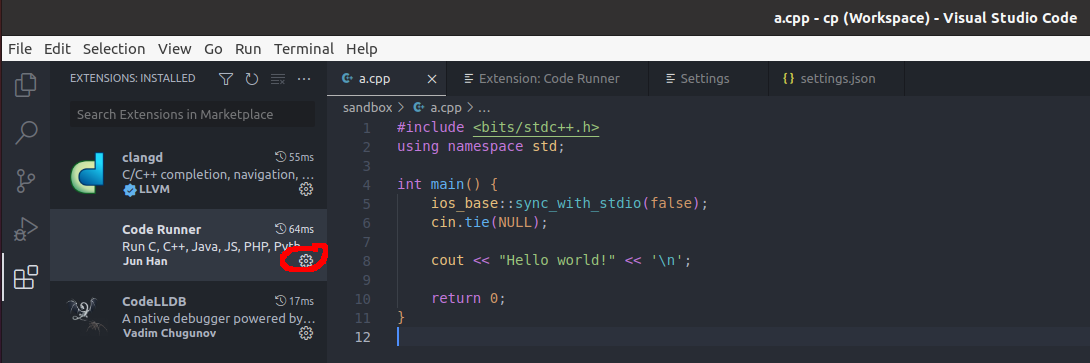 a.cpp - cp (Workspace) - Visual Studio Code
File Edit Selection View Go Run Terminal Help
EXTENSIONS: INSTALLED
Search Extensions in Marketplace
clangd 55ms
C/C++ completion, navigation, ...
LLVM
Code Runner 64ms
Run C, C++, Java, JS, PHP, Pyth...
Jun Han
CodeLLDB 17ms
A native debugger powered by...
Vadim Chugunov
a.cpp Extension: Code Runner Settings {} settings.json
sandbox > a.cpp > ...
1 #include <bits/stdc++.h>
2 using namespace std;
3
4 int main() {
5 ios_base::sync_with_stdio(false);
6 cin.tie(NULL);
7
8 cout << "Hello world!" << '\n';
9
10 return 0;
11 }
12